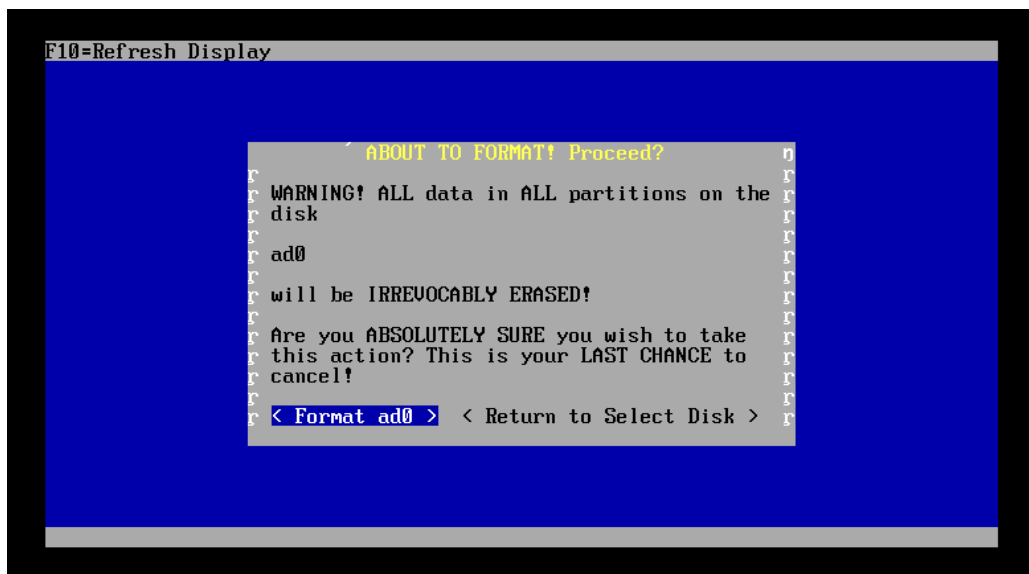 F10=Refresh Display
ABOUT TO FORMAT! Proceed?
WARNING! ALL data in ALL partitions on the
disk
ad0
will be IRREVOCABLY ERASED!
Are you ABSOLUTELY SURE you wish to take
this action? This is your LAST CHANCE to
cancel!
< Format ad0 > < Return to Select Disk >